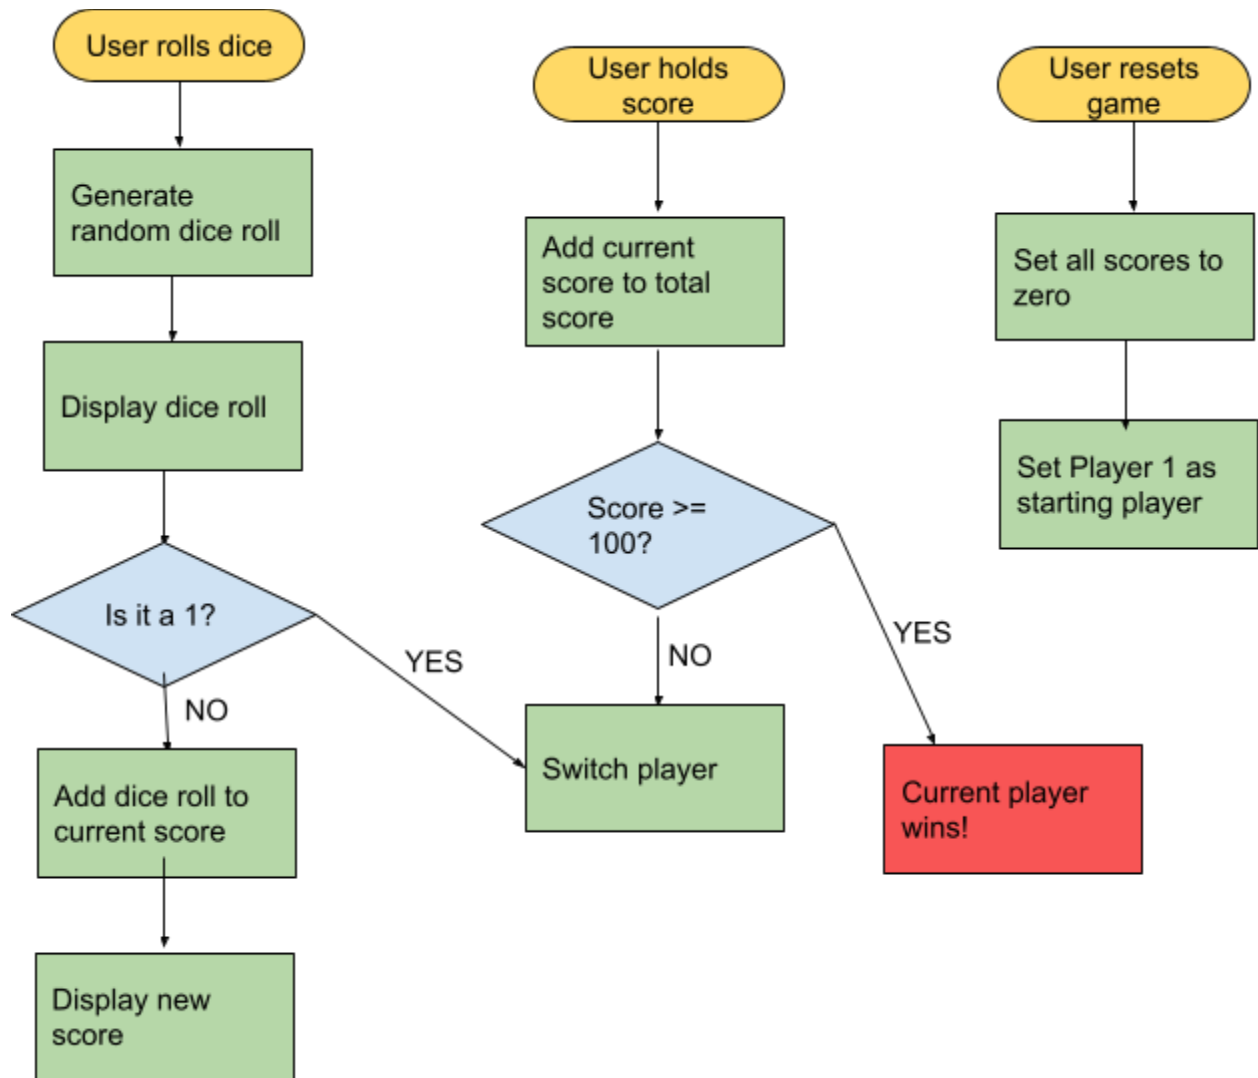 User rolls dice
Generate
random dice roll
Display dice roll
Is it a 1?
YES
NO
Add dice roll to
current score
Display new
score
User holds
score
Add current
score to total
score
Score >=
100?
NO
YES
Switch player
Current player
wins!
User resets
game
Set all scores to
zero
Set Player 1 as
starting player